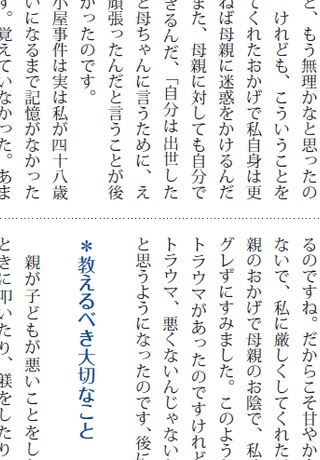 と、もう無理かなと思ったの
けれども、こういうことを
てくれたおかげで私自身は更
ねば母親に迷惑をかけるんだ
また、母親に対しても自分で
ぎるんだ、「自分は出世した
と母ちゃんに言うために、え
頑張ったんだと言うことが後
かったのです。
小屋事件は実は私が四十八歳
いになるまで記憶がなかった
す。覚えていなかった。あま
るのですね。だからこそ甘やか
ないで、私に厳しくしてくれた
親のおかげで母親のお陰で、私
グレずにすみました。このよう
トラウマがあったのですけれど
トラウマ、悪くないんじゃない
と思うようになったのです、後に
＊教えるべき大切なこと
親が子どもが悪いことをし
ときに叩いたり、躾をしたり